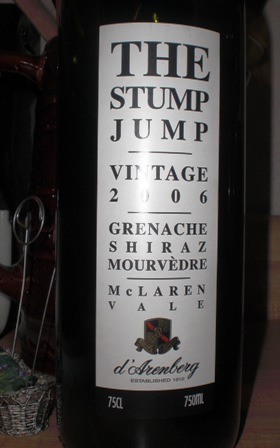 THE
STUMP
JUMP
VINTAGE
2006
GRENACHE
SHIRAZ
MOURVÈDRE
McLAREN
VALE
d'Arenberg
ESTABLISHED 1912
75CL 750ML